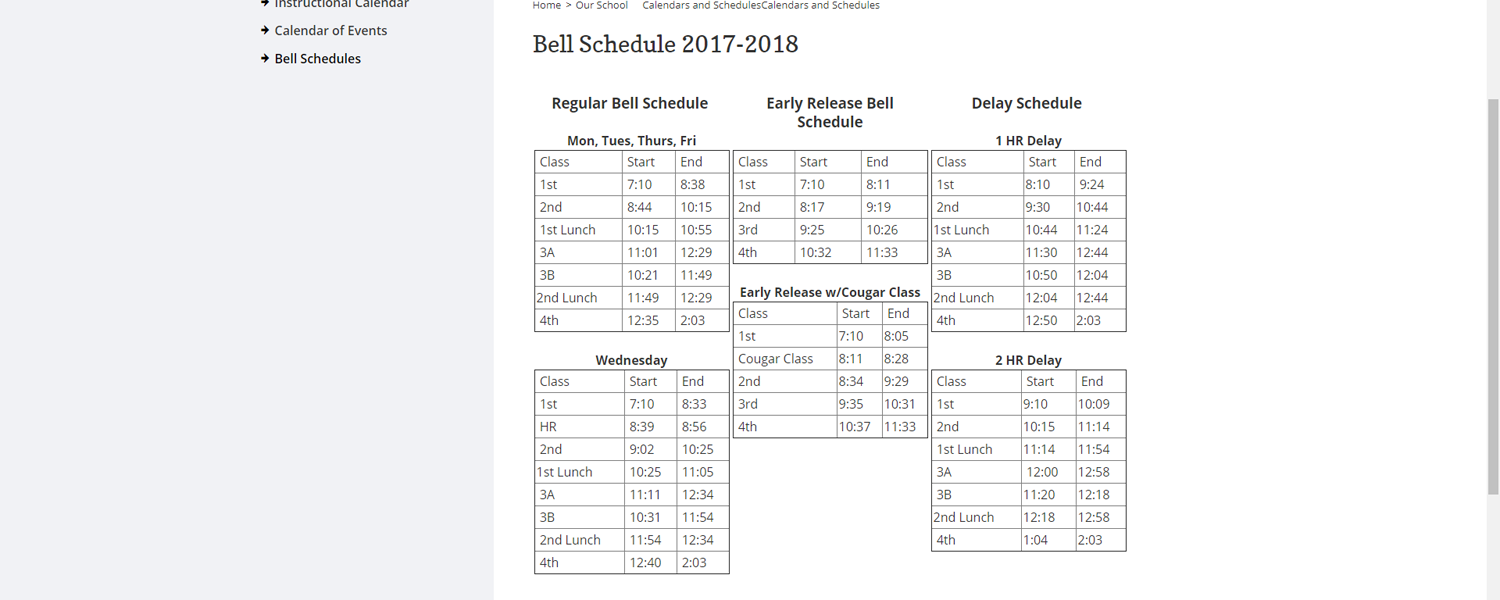 Instructional Calendar
Calendar of Events
Bell Schedules
Home > Our School Calendars and SchedulesCalendars and Schedules
Bell Schedule 2017-2018
Regular Bell Schedule
Mon, Tues, Thurs, Fri
Class Start End
1st 7:10 8:38
2nd 8:44 10:15
1st Lunch 10:15 10:55
3A 11:01 12:29
3B 10:21 11:49
2nd Lunch 11:49 12:29
4th 12:35 2:03
Wednesday
Class Start End
1st 7:10 8:33
HR 8:39 8:56
2nd 9:02 10:25
1st Lunch 10:25 11:05
3A 11:11 12:34
3B 10:31 11:54
2nd Lunch 11:54 12:34
4th 12:40 2:03
Early Release Bell
Schedule
Class Start End
1st 7:10 8:11
2nd 8:17 9:19
3rd 9:25 10:26
4th 10:32 11:33
Early Release w/Cougar Class
Class Start End
1st 7:10 8:05
Cougar Class 8:11 8:28
2nd 8:34 9:29
3rd 9:35 10:31
4th 10:37 11:33
Delay Schedule
1 HR Delay
Class Start End
1st 8:10 9:24
2nd 9:30 10:44
1st Lunch 10:44 11:24
3A 11:30 12:44
3B 10:50 12:04
2nd Lunch 12:04 12:44
4th 12:50 2:03
2 HR Delay
Class Start End
1st 9:10 10:09
2nd 10:15 11:14
1st Lunch 11:14 11:54
3A 12:00 12:58
3B 11:20 12:18
2nd Lunch 12:18 12:58
4th 1:04 2:03